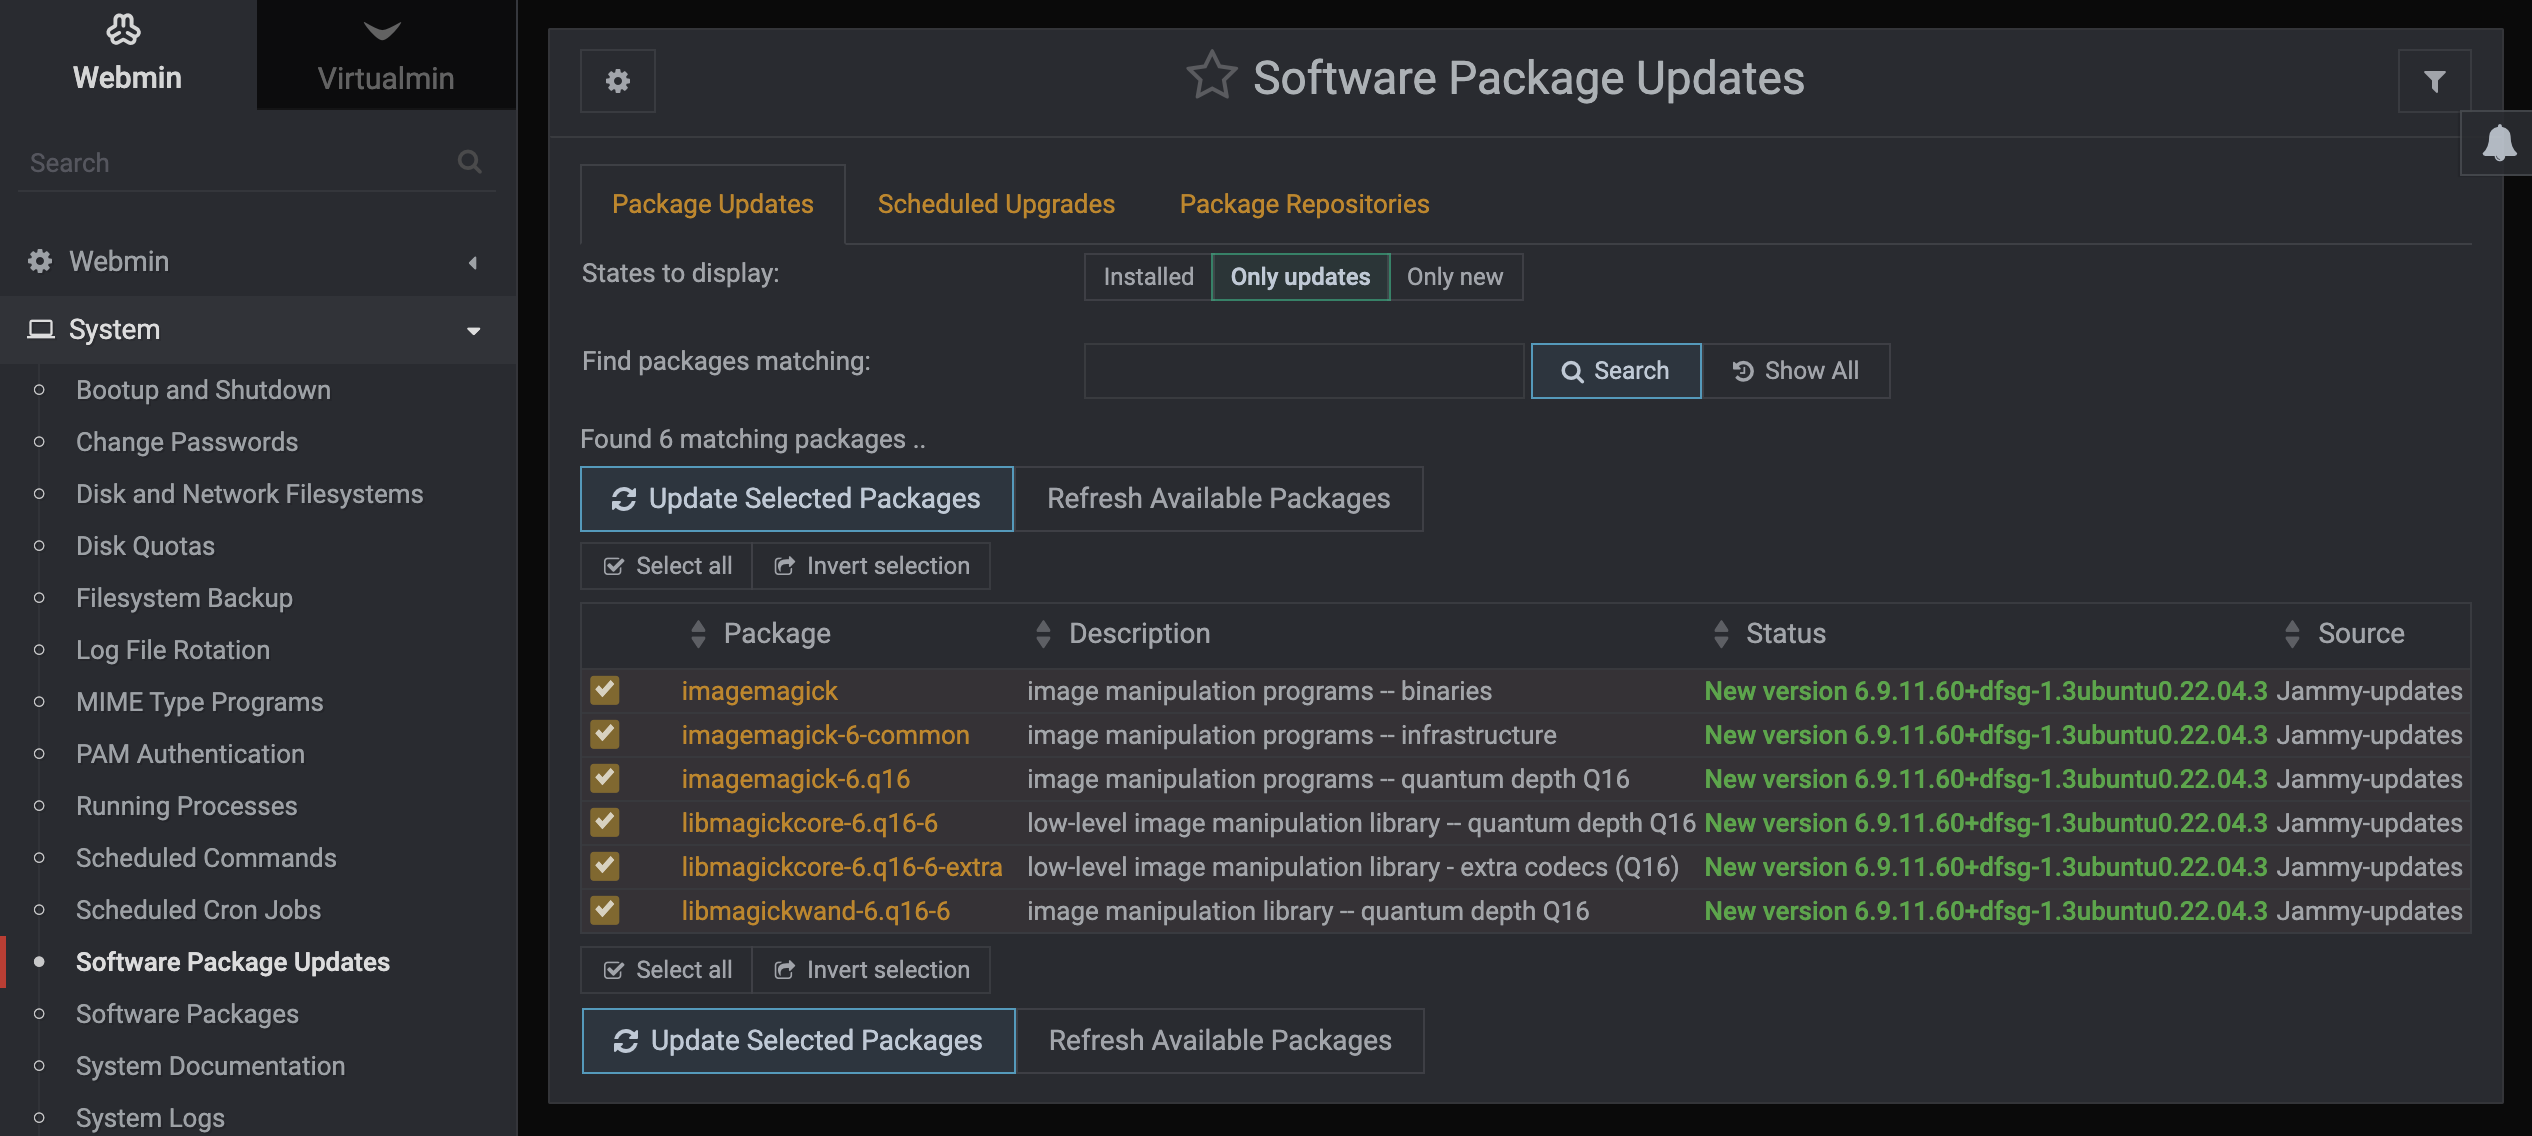 Webmin
Virtualmin
Search
Webmin
System
Bootup and Shutdown
Change Passwords
Disk and Network Filesystems
Disk Quotas
Filesystem Backup
Log File Rotation
MIME Type Programs
PAM Authentication
Running Processes
Scheduled Commands
Scheduled Cron Jobs
Software Package Updates
Software Packages
System Documentation
System Logs
Software Package Updates
Package Updates Scheduled Upgrades Package Repositories
States to display: Installed Only updates Only new
Find packages matching: Search Show All
Found 6 matching packages ..
Update Selected Packages Refresh Available Packages
Select all Invert selection
Package Description Status Source
imagemagick image manipulation programs -- binaries New version 6.9.11.60+dfsg-1.3ubuntu0.22.04.3 Jammy-updates
imagemagick-6-common image manipulation programs -- infrastructure New version 6.9.11.60+dfsg-1.3ubuntu0.22.04.3 Jammy-updates
imagemagick-6.q16 image manipulation programs -- quantum depth Q16 New version 6.9.11.60+dfsg-1.3ubuntu0.22.04.3 Jammy-updates
libmagickcore-6.q16-6 low-level image manipulation library -- quantum depth Q16 New version 6.9.11.60+dfsg-1.3ubuntu0.22.04.3 Jammy-updates
libmagickcore-6.q16-6-extra low-level image manipulation library - extra codecs (Q16) New version 6.9.11.60+dfsg-1.3ubuntu0.22.04.3 Jammy-updates
libmagickwand-6.q16-6 image manipulation library -- quantum depth Q16 New version 6.9.11.60+dfsg-1.3ubuntu0.22.04.3 Jammy-updates
Select all Invert selection
Update Selected Packages Refresh Available Packages